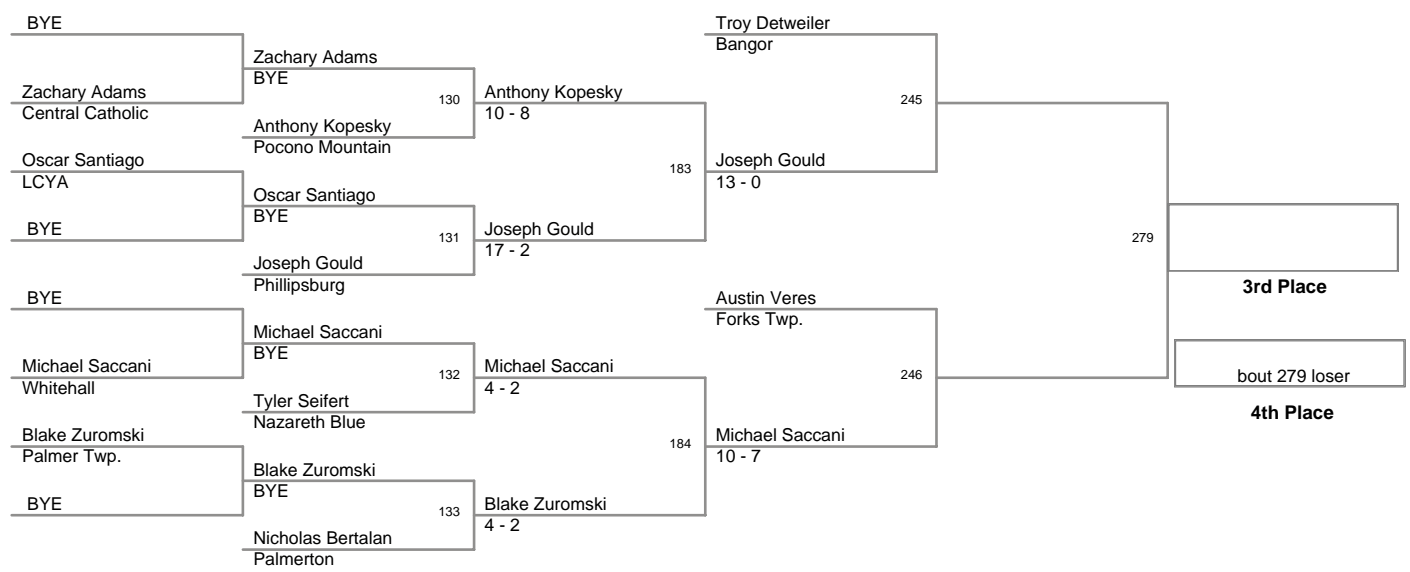 BYE
Zachary Adams
Central Catholic
Oscar Santiago
LCYA
BYE
BYE
Michael Saccani
Whitehall
Blake Zuromski
Palmer Twp.
BYE
Zachary Adams
BYE
130
Anthony Kopesky
Pocono Mountain
Oscar Santiago
BYE
131
Joseph Gould
Phillipsburg
Michael Saccani
BYE
132
Tyler Seifert
Nazareth Blue
Blake Zuromski
BYE
133
Nicholas Bertalan
Palmerton
Anthony Kopesky
10 - 8
183
Joseph Gould
17 - 2
Michael Saccani
4 - 2
184
Blake Zuromski
4 - 2
Troy Detweiler
Bangor
245
Joseph Gould
13 - 0
Austin Veres
Forks Twp.
246
Michael Saccani
10 - 7
279
3rd Place
bout 279 loser
4th Place